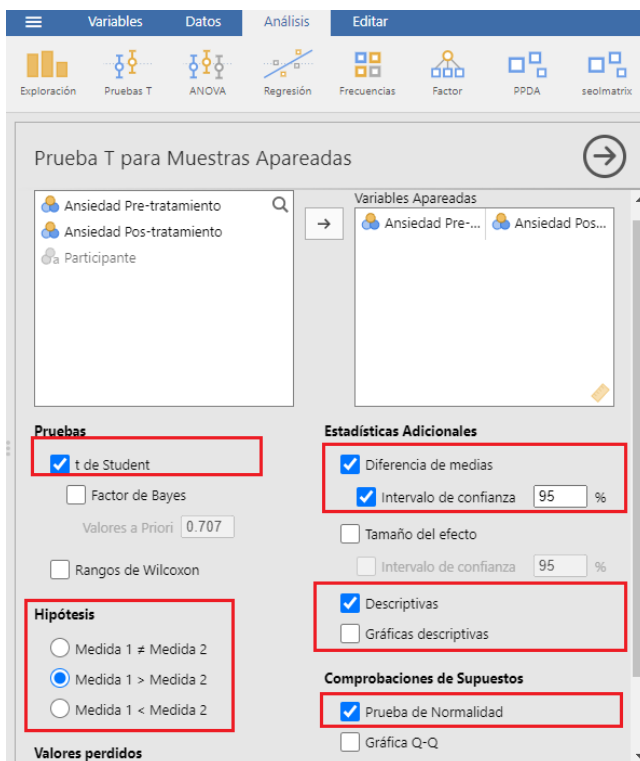 Variables Datos Análisis Editar
Exploración Pruebas T ANOVA Regresión Frecuencias Factor PPDA seolmatrix
Prueba T para Muestras Apareadas
Ansiedad Pre-tratamiento
Ansiedad Pos-tratamiento
Participante
Variables Apareadas
Ansiedad Pre-... Ansiedad Pos...
Pruebas
t de Student
Factor de Bayes
Valores a Priori 0.707
Rangos de Wilcoxon
Hipótesis
Medida 1 ≠ Medida 2
Medida 1 > Medida 2
Medida 1 < Medida 2
Valores perdidos
Estadísticas Adicionales
Diferencia de medias
Intervalo de confianza 95 %
Tamaño del efecto
Intervalo de confianza 95 %
Descriptivas
Gráficas descriptivas
Comprobaciones de Supuestos
Prueba de Normalidad
Gráfica Q-Q